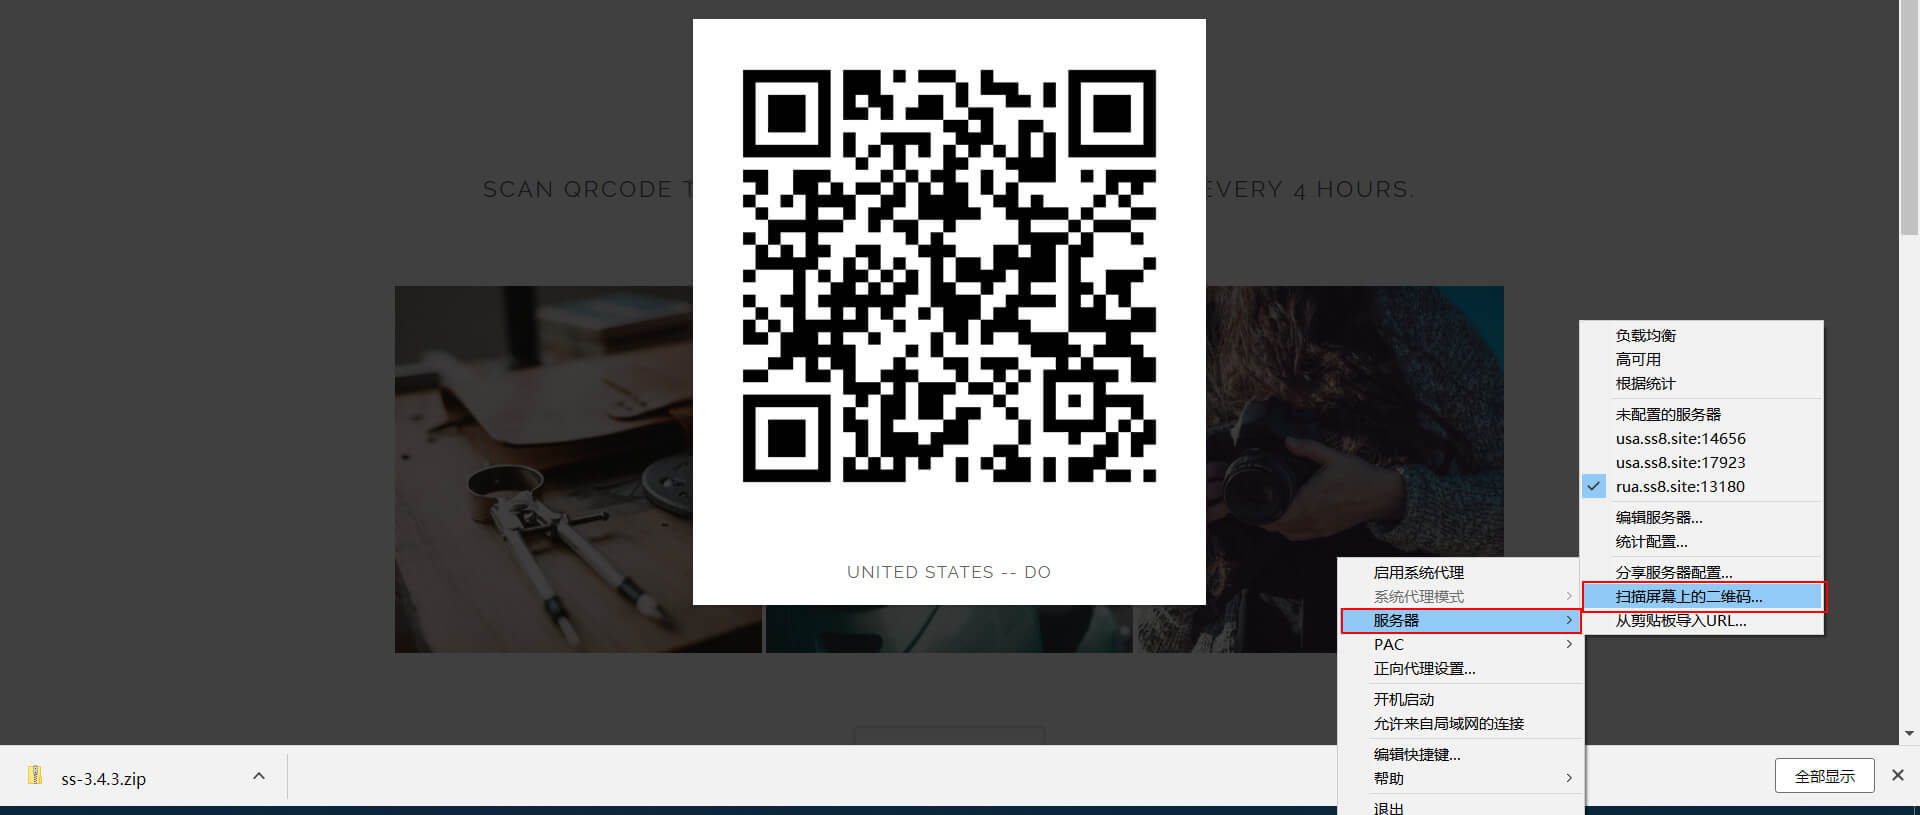 SCAN QRCODE T
EVERY 4 HOURS.
UNITED STATES -- DO
负载均衡
高可用
根据统计
未配置的服务器
usa.ss8.site:14656
usa.ss8.site:17923
rua.ss8.site:13180
编辑服务器...
统计配置...
分享服务器配置...
扫描屏幕上的二维码...
从剪贴板导入URL...
启用系统代理
系统代理模式
服务器
PAC
正向代理设置...
开机启动
允许来自局域网的连接
编辑快捷键...
帮助
退出
ss-3.4.3.zip
全部显示